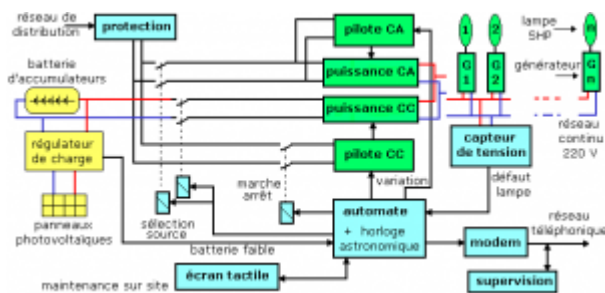 réseau de
distribution
protection
pilote CA
1
2
n
lampe
SHP
batterie
d'accumulateurs
puissance CA
G
1
G
2
G
n
générateur
puissance CC
régulateur
de charge
pilote CC
capteur
de tension
réseau
continu
220 V
marche
arrêt
variation
défaut
lampe
panneaux
photovoltaïques
sélection
source
automate
+ horloge
astronomique
batterie faible
modem
réseau
téléphonique
maintenance sur site
écran tactile
supervision